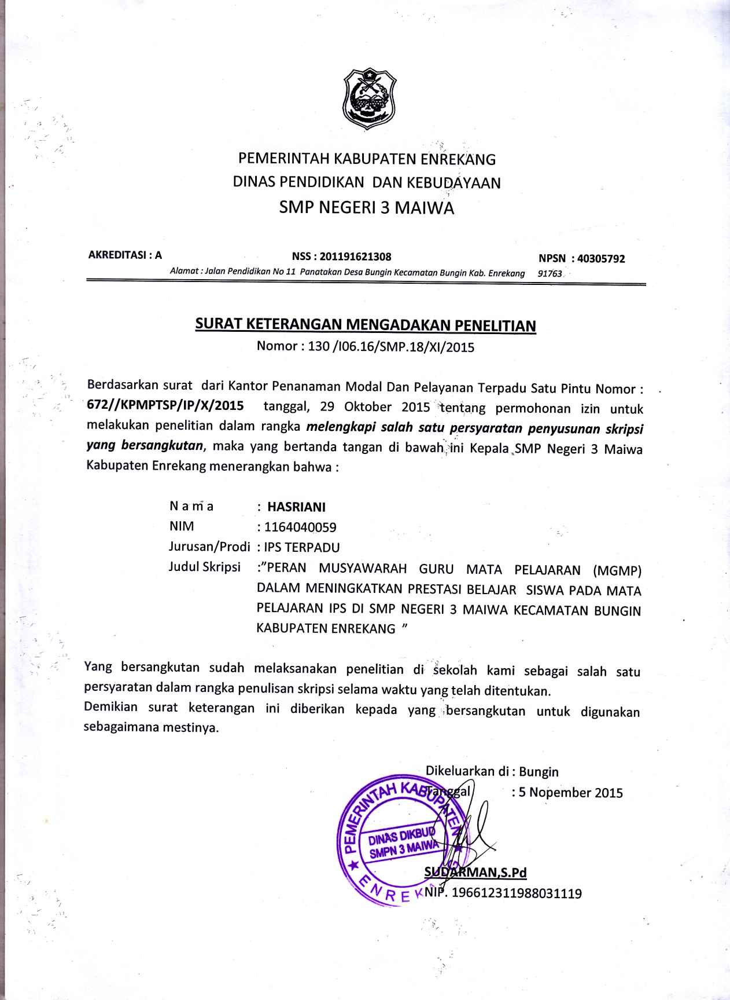 PEMERINTAH KABUPATEN ENREKANG
DINAS PENDIDIKAN DAN KEBUDAYAAN
SMP NEGERI 3 MAIWA
AKREDITASI : A NSS : 201191621308 NPSN : 40305792
Alamat : Jalan Pendidikan No 11 Panatakan Desa Bungin Kecamatan Bungin Kab. Enrekang 91763
SURAT KETERANGAN MENGADAKAN PENELITIAN
Nomor : 130 /I06.16/SMP.18/XI/2015
Berdasarkan surat dari Kantor Penanaman Modal Dan Pelayanan Terpadu Satu Pintu Nomor :
672//KPMPTSP/IP/X/2015 tanggal, 29 Oktober 2015 tentang permohonan izin untuk
melakukan penelitian dalam rangka melengkapi salah satu persyaratan penyusunan skripsi
yang bersangkutan, maka yang bertanda tangan di bawah ini Kepala SMP Negeri 3 Maiwa
Kabupaten Enrekang menerangkan bahwa :
N a m a : HASRIANI
NIM : 1164040059
Jurusan/Prodi : IPS TERPADU
Judul Skripsi :"PERAN MUSYAWARAH GURU MATA PELAJARAN (MGMP)
DALAM MENINGKATKAN PRESTASI BELAJAR SISWA PADA MATA
PELAJARAN IPS DI SMP NEGERI 3 MAIWA KECAMATAN BUNGIN
KABUPATEN ENREKANG "
Yang bersangkutan sudah melaksanakan penelitian di sekolah kami sebagai salah satu
persyaratan dalam rangka penulisan skripsi selama waktu yang telah ditentukan.
Demikian surat keterangan ini diberikan kepada yang bersangkutan untuk digunakan
sebagaimana mestinya.
Dikeluarkan di : Bungin
Tanggal : 5 Nopember 2015
PEMERINTAH KABUPATEN
DINAS DIKBUD
SMPN 3 MAIWA
ENREKANG
SUDARMAN,S.Pd
NIP. 196612311988031119